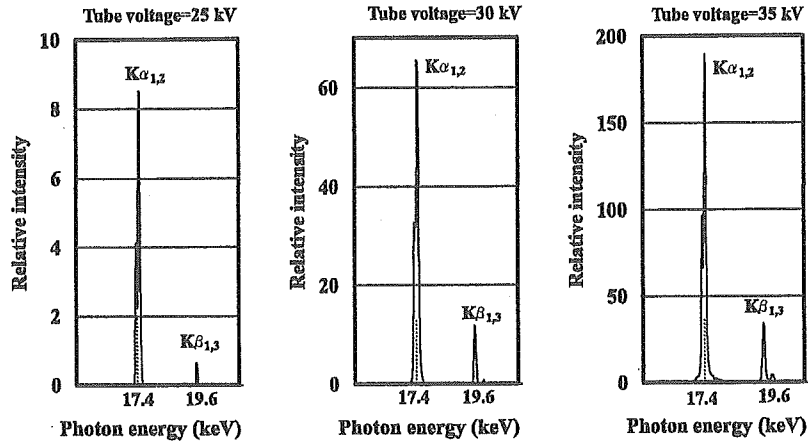 Tube voltage=25 kV
10
8
6
4
2
0
Relative intensity
Kα1,2
Kβ1,3
17.4 19.6
Photon energy (keV)
Tube voltage=30 kV
60
40
20
0
Relative intensity
Kα1,2
Kβ1,3
17.4 19.6
Photon energy (keV)
Tube voltage=35 kV
200
150
100
50
0
Relative intensity
Kα1,2
Kβ1,3
17.4 19.6
Photon energy (keV)